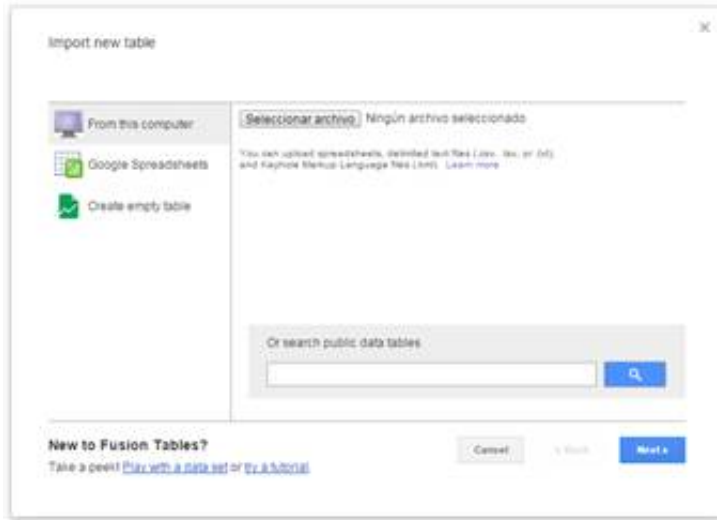 Import new table
From this computer
Google Spreadsheets
Create empty table
Seleccionar archivo Ningún archivo seleccionado
You can upload spreadsheets, delimited text files (.csv, .tsv, or .txt),
and Keyhole Markup Language files (.kml). Learn more
Or search public data tables
New to Fusion Tables?
Take a peek! Play with a data set or try a tutorial.
Cancel « Back Next »